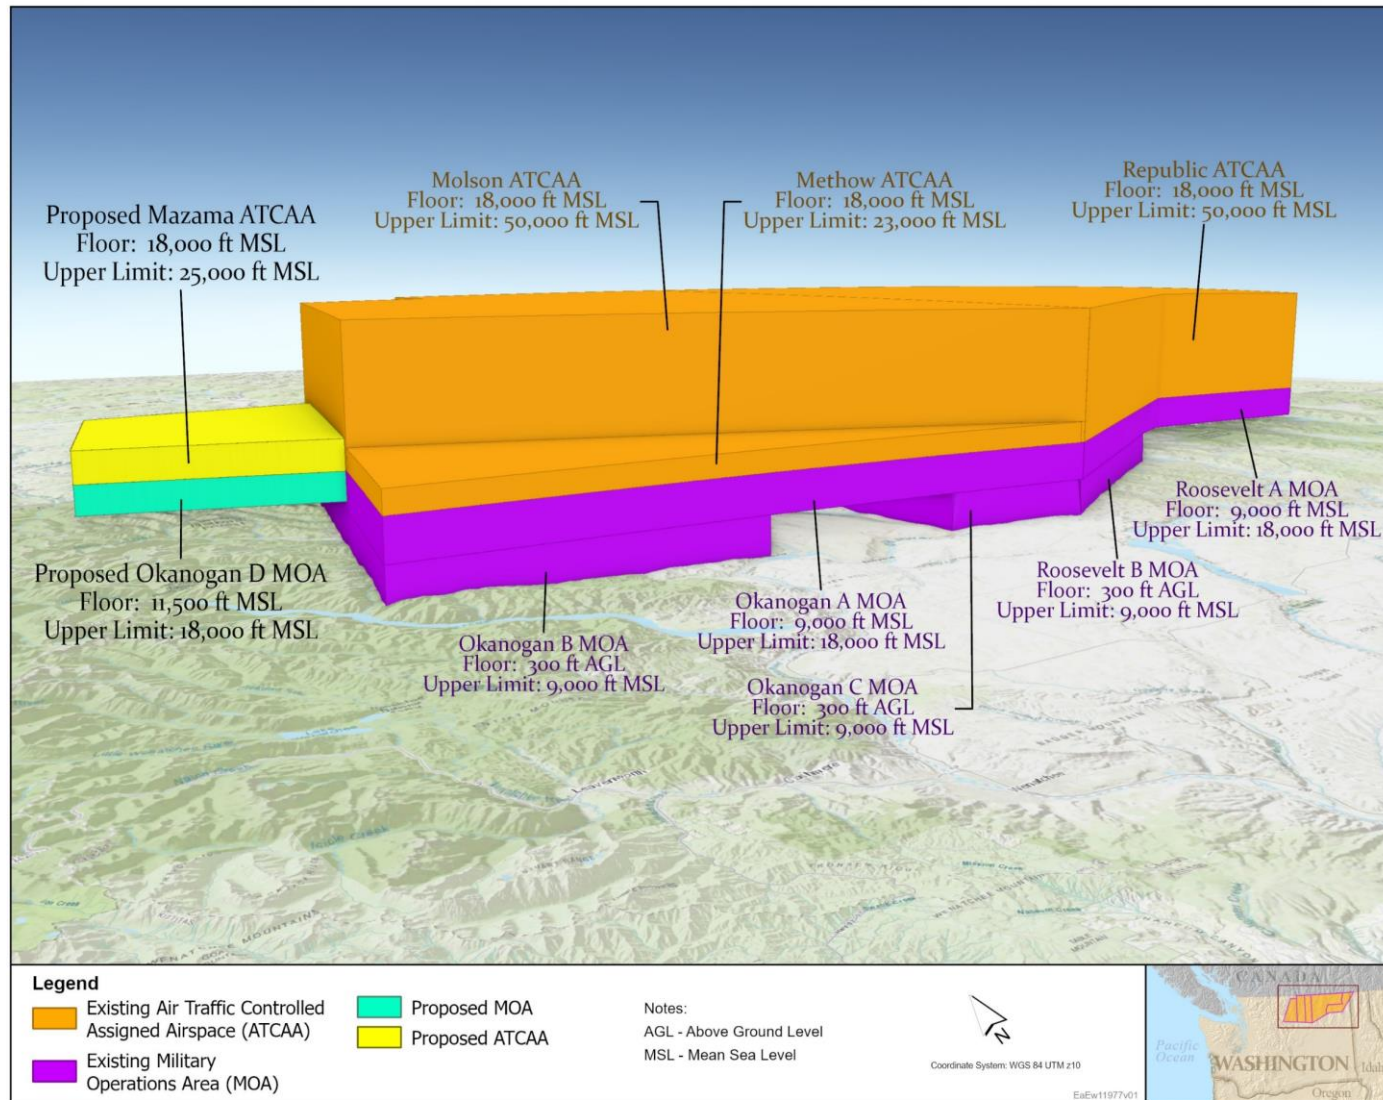 Proposed Mazama ATCAA
Floor: 18,000 ft MSL
Upper Limit: 25,000 ft MSL
Molson ATCAA
Floor: 18,000 ft MSL
Upper Limit: 50,000 ft MSL
Methow ATCAA
Floor: 18,000 ft MSL
Upper Limit: 23,000 ft MSL
Republic ATCAA
Floor: 18,000 ft MSL
Upper Limit: 50,000 ft MSL
Proposed Okanogan D MOA
Floor: 11,500 ft MSL
Upper Limit: 18,000 ft MSL
Okanogan B MOA
Floor: 300 ft AGL
Upper Limit: 9,000 ft MSL
Okanogan A MOA
Floor: 9,000 ft MSL
Upper Limit: 18,000 ft MSL
Okanogan C MOA
Floor: 300 ft AGL
Upper Limit: 9,000 ft MSL
Roosevelt B MOA
Floor: 300 ft AGL
Upper Limit: 9,000 ft MSL
Roosevelt A MOA
Floor: 9,000 ft MSL
Upper Limit: 18,000 ft MSL
Leavenworth
Cashmere
Wenatchee
Icicle Creek
WENATCHEE MOUNTAINS
Legend
Existing Air Traffic Controlled
Assigned Airspace (ATCAA)
Existing Military
Operations Area (MOA)
Proposed MOA
Proposed ATCAA
Notes:
AGL - Above Ground Level
MSL - Mean Sea Level
N
Coordinate System: WGS 84 UTM z10
EaEw11977v01
CANADA
Pacific
Ocean
WASHINGTON
Idaho
Oregon